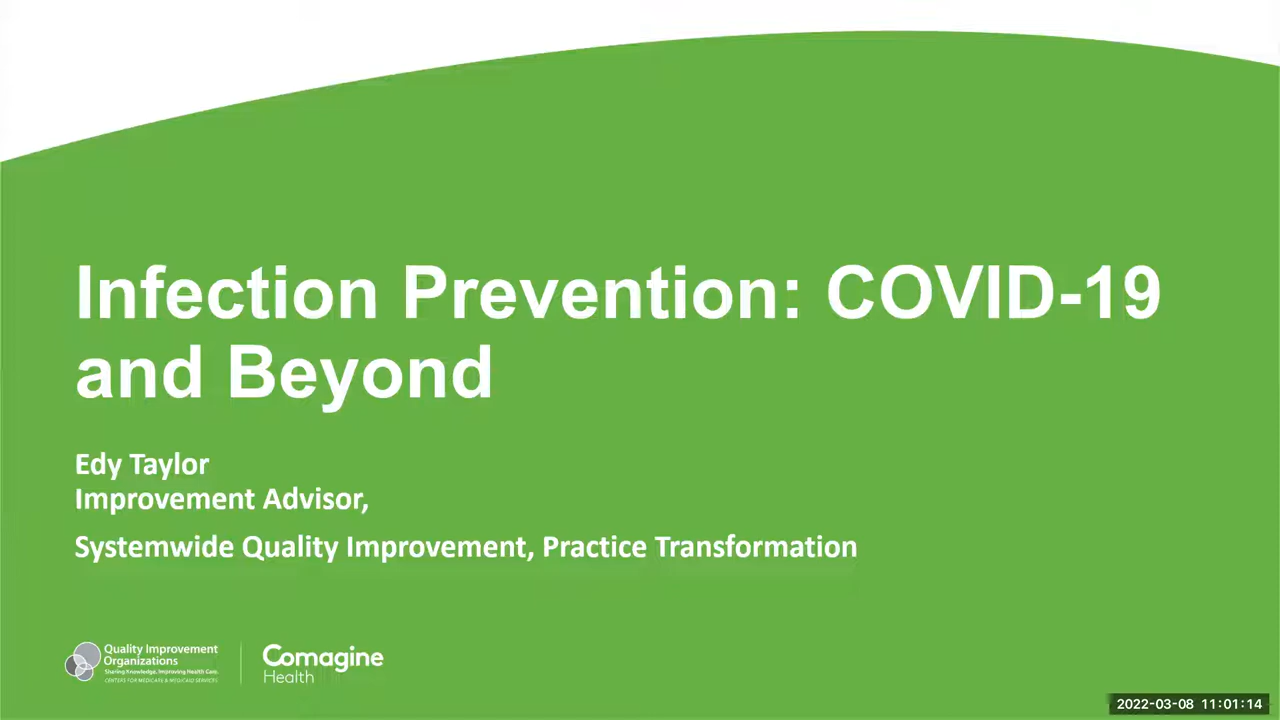 Infection Prevention: COVID-19
and Beyond
Edy Taylor
Improvement Advisor,
Systemwide Quality Improvement, Practice Transformation
Quality Improvement
Organizations
Sharing Knowledge. Improving Health Care.
CENTERS FOR MEDICARE & MEDICAID SERVICES
Comagine
Health
2022-03-08 11:01:14